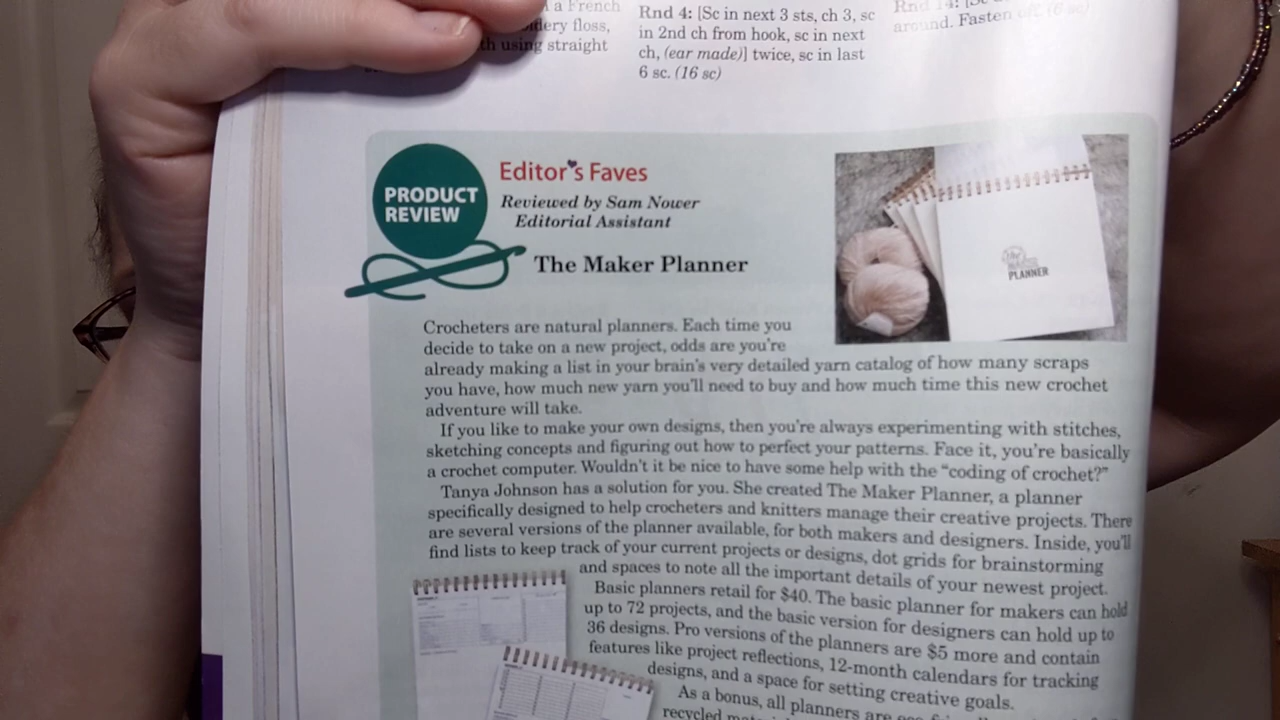 a French
dery floss,
th using straight
Rnd 4: [Sc in next 3 sts, ch 3, sc
in 2nd ch from hook, sc in next
ch, (ear made)] twice, sc in last
6 sc. (16 sc)
Rnd 14: [Sc
around. Fasten off. (6 sc)
PRODUCT
REVIEW
Editor's Faves
Reviewed by Sam Nower
Editorial Assistant
The Maker Planner
PLANNER
Crocheters are natural planners. Each time you
decide to take on a new project, odds are you're
already making a list in your brain's very detailed yarn catalog of how many scraps
you have, how much new yarn you'll need to buy and how much time this new crochet
adventure will take.
If you like to make your own designs, then you're always experimenting with stitches,
sketching concepts and figuring out how to perfect your patterns. Face it, you're basically
a crochet computer. Wouldn't it be nice to have some help with the "coding of crochet?"
Tanya Johnson has a solution for you. She created The Maker Planner, a planner
specifically designed to help crocheters and knitters manage their creative projects. There
are several versions of the planner available, for both makers and designers. Inside, you'll
find lists to keep track of your current projects or designs, dot grids for brainstorming
and spaces to note all the important details of your newest project.
Basic planners retail for $40. The basic planner for makers can hold
up to 72 projects, and the basic version for designers can hold up to
36 designs. Pro versions of the planners are $5 more and contain
features like project reflections, 12-month calendars for tracking
designs, and a space for setting creative goals.
As a bonus, all planners are
recycled